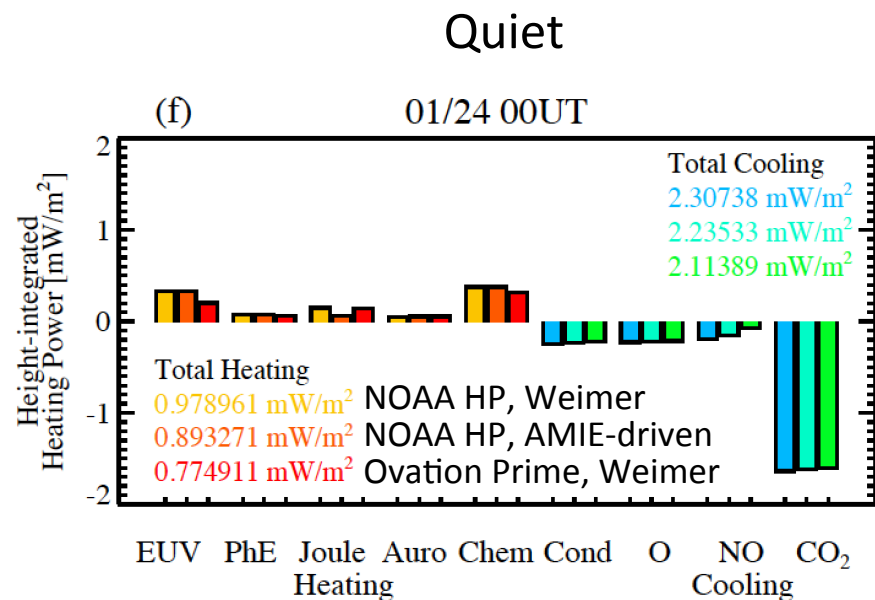 Quiet
(f) 01/24 00UT
Height-integrated
Heating Power [mW/m²]
2
1
0
-1
-2
Total Cooling
2.30738 mW/m²
2.23533 mW/m²
2.11389 mW/m²
Total Heating
0.978961 mW/m² NOAA HP, Weimer
0.893271 mW/m² NOAA HP, AMIE-driven
0.774911 mW/m² Ovation Prime, Weimer
EUV PhE Joule Auro Chem Cond O NO CO₂
Heating Cooling